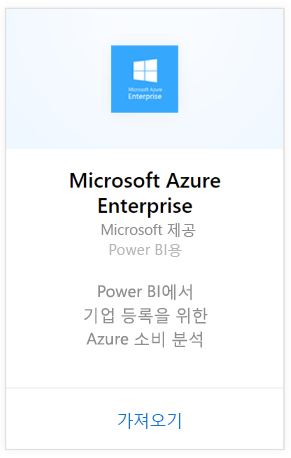 Microsoft Azure
Enterprise
Microsoft Azure
Enterprise
Microsoft 제공
Power BI용
Power BI에서
기업 등록을 위한
Azure 소비 분석
가져오기